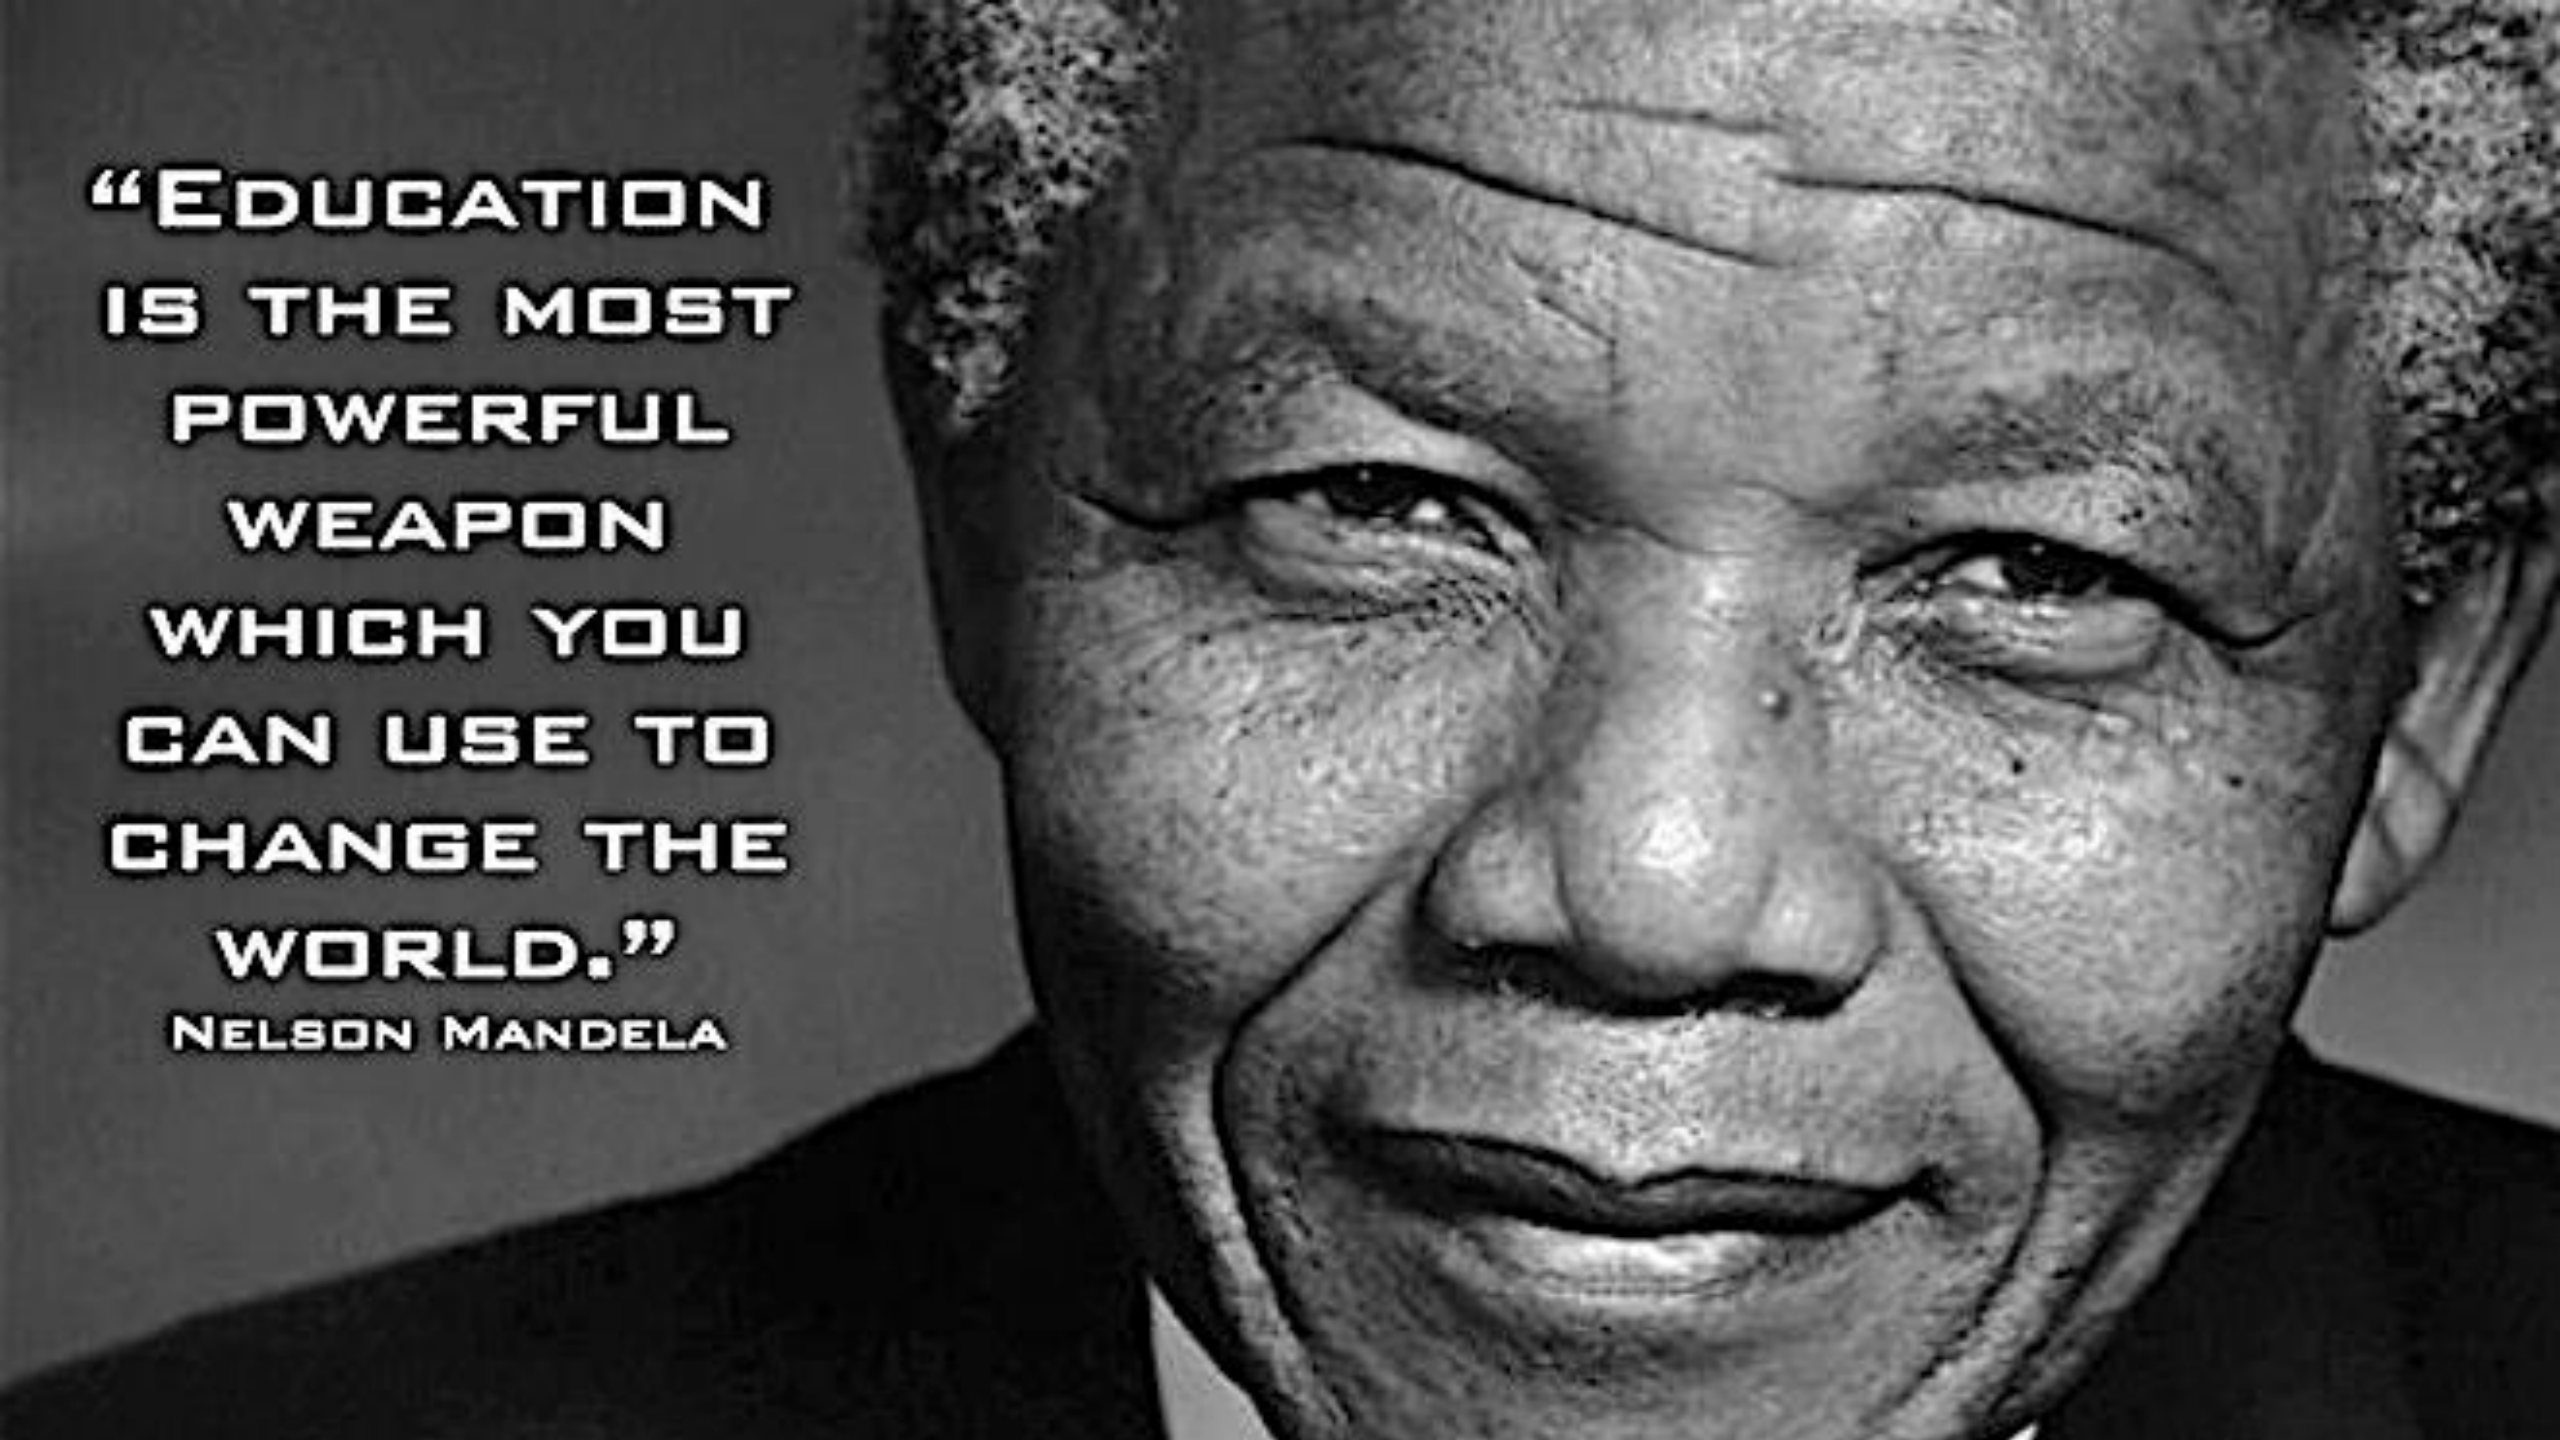 “Education
is the most
powerful
weapon
which you
can use to
change the
world.”
Nelson Mandela